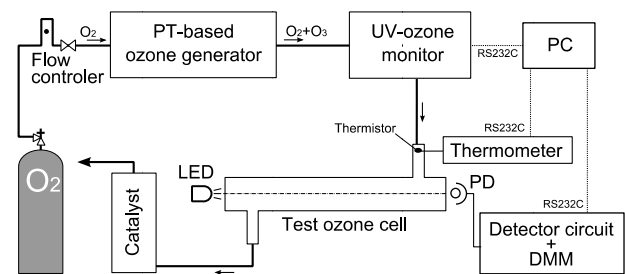 O2
PT-based
ozone generator
O2+O3
UV-ozone
monitor
RS232C
PC
Flow
controler
Thermistor
RS232C
Thermometer
O2
LED
PD
Catalyst
Test ozone cell
RS232C
Detector circuit
+
DMM